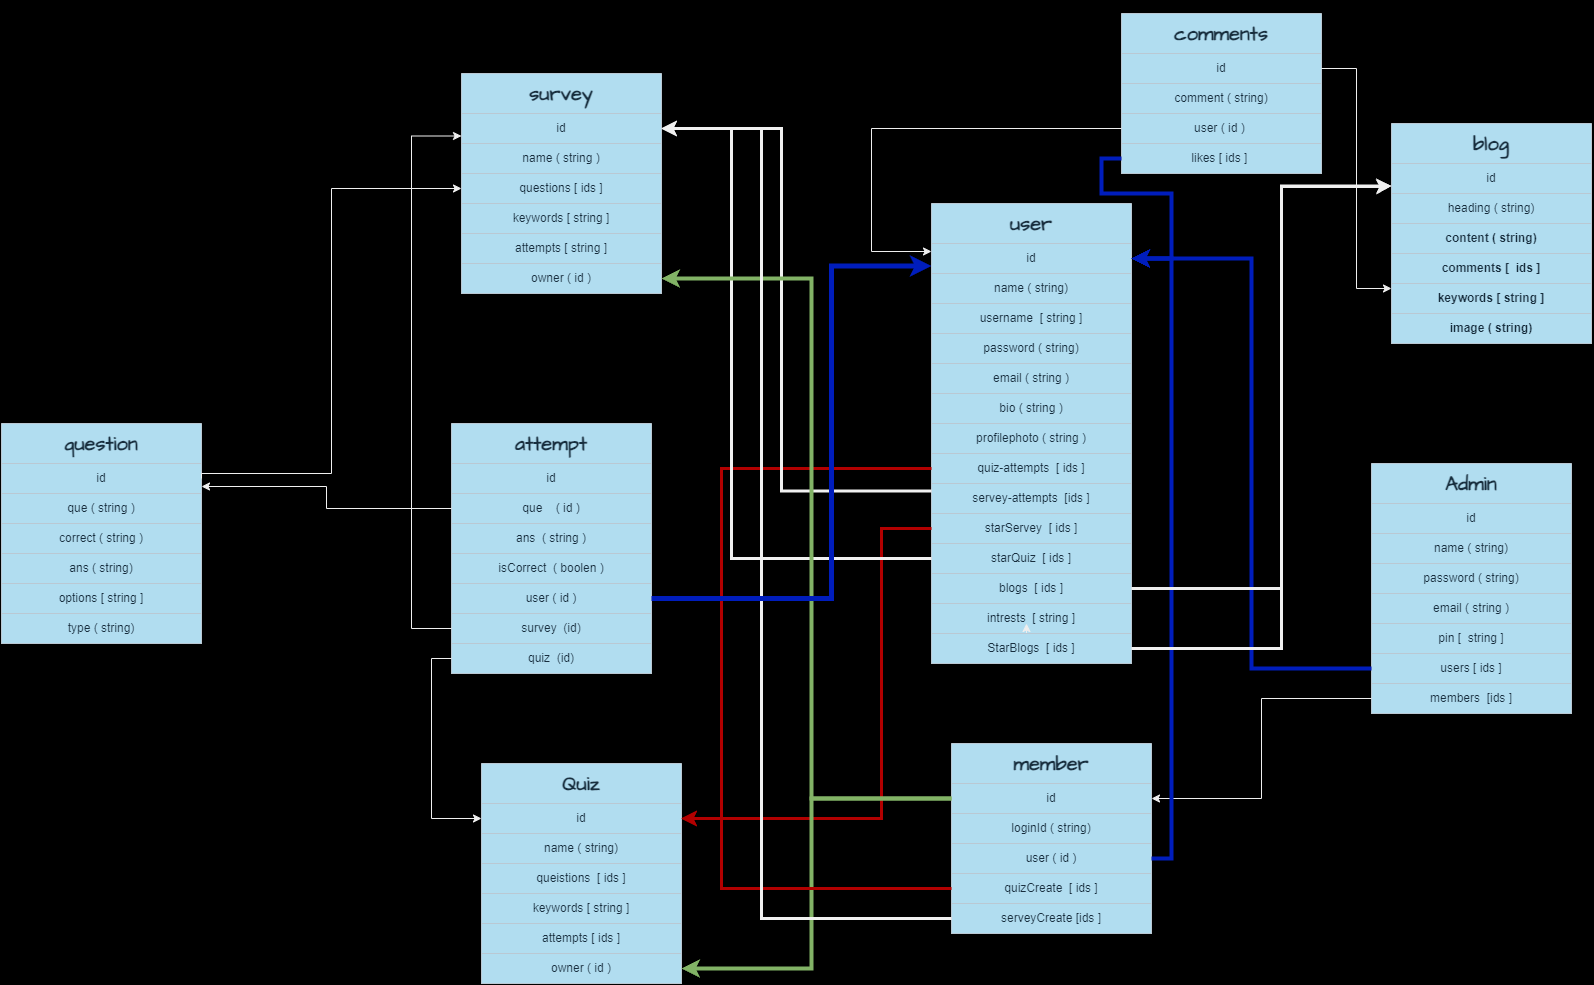 comments
id
comment ( string)
user ( id )
likes [ ids ]
survey
id
name ( string )
questions [ ids ]
keywords [ string ]
attempts [ string ]
owner ( id )
blog
id
heading ( string)
content ( string)
comments [  ids ]
keywords [ string ]
image ( string)
user
id
name ( string)
username  [ string ]
password ( string)
email ( string )
bio ( string )
profilephoto ( string )
quiz-attempts  [ ids ]
servey-attempts  [ids ]
starServey  [ ids ]
starQuiz  [ ids ]
blogs  [ ids ]
intrests  [ string ]
StarBlogs  [ ids ]
question
id
que ( string )
correct ( string )
ans ( string)
options [ string ]
type ( string)
attempt
id
que    ( id )
ans  ( string )
isCorrect  ( boolen )
user ( id )
survey  (id)
quiz  (id)
Admin
id
name ( string)
password ( string)
email ( string )
pin [  string ]
users [ ids ]
members  [ids ]
Quiz
id
name ( string)
queistions  [ ids ]
keywords [ string ]
attempts [ ids ]
owner ( id )
member
id
loginId ( string)
user ( id )
quizCreate  [ ids ]
serveyCreate [ids ]